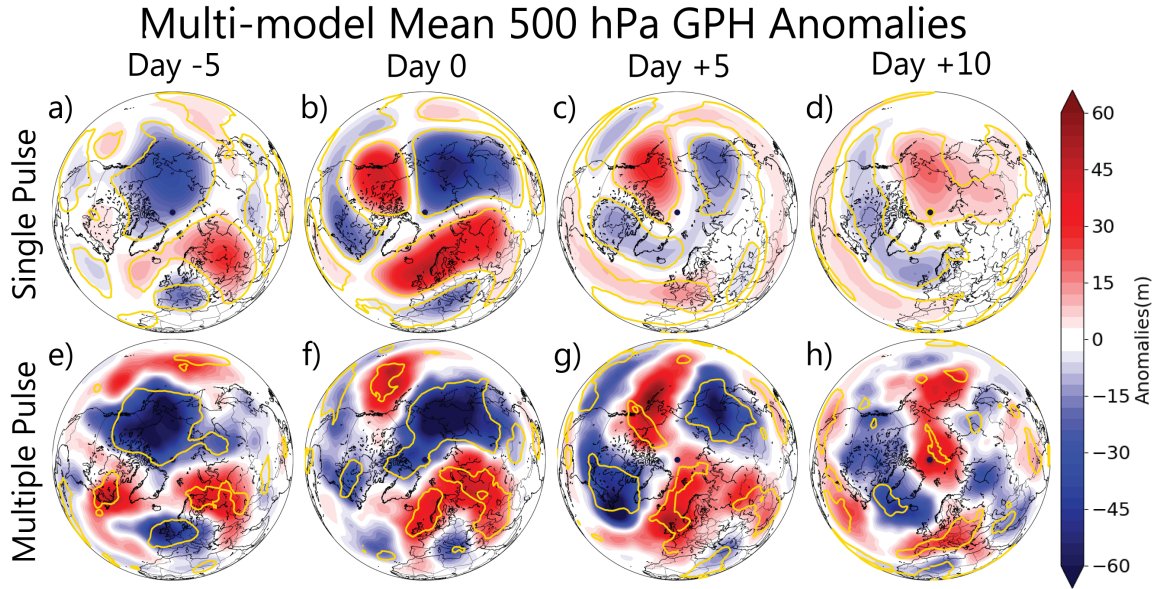 Multi-model Mean 500 hPa GPH Anomalies
Day -5 Day 0 Day +5 Day +10
a) b) c) d)
Single Pulse
e) f) g) h)
Multiple Pulse
60
45
30
15
0
−15
−30
−45
−60
Anomalies(m)